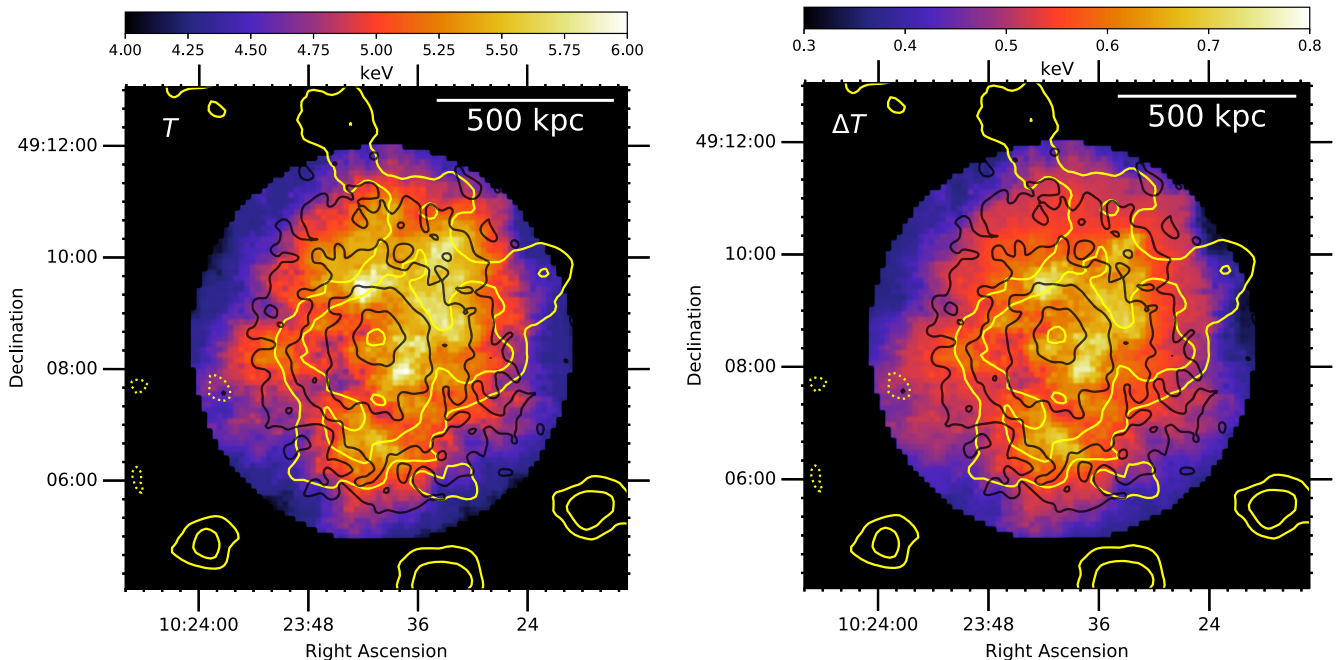 4.00 4.25 4.50 4.75 5.00 5.25 5.50 5.75 6.00
keV
T
500 kpc
49:12:00
10:00
08:00
06:00
Declination
10:24:00 23:48 36 24
Right Ascension
0.3 0.4 0.5 0.6 0.7 0.8
keV
ΔT
500 kpc
49:12:00
10:00
08:00
06:00
Declination
10:24:00 23:48 36 24
Right Ascension